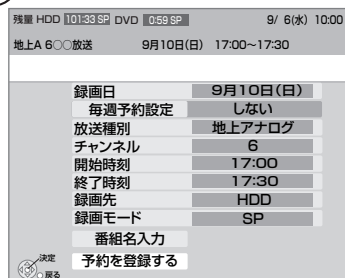 残量 HDD 101:33 SP DVD 0:59 SP 9/ 6(水) 10:00
地上A 6○○放送 9月10日(日) 17:00～17:30
録画日 9月10日(日)
毎週予約設定 しない
放送種別 地上アナログ
チャンネル 6
開始時刻 17:00
終了時刻 17:30
録画先 HDD
録画モード SP
番組名入力
予約を登録する
決定
戻る